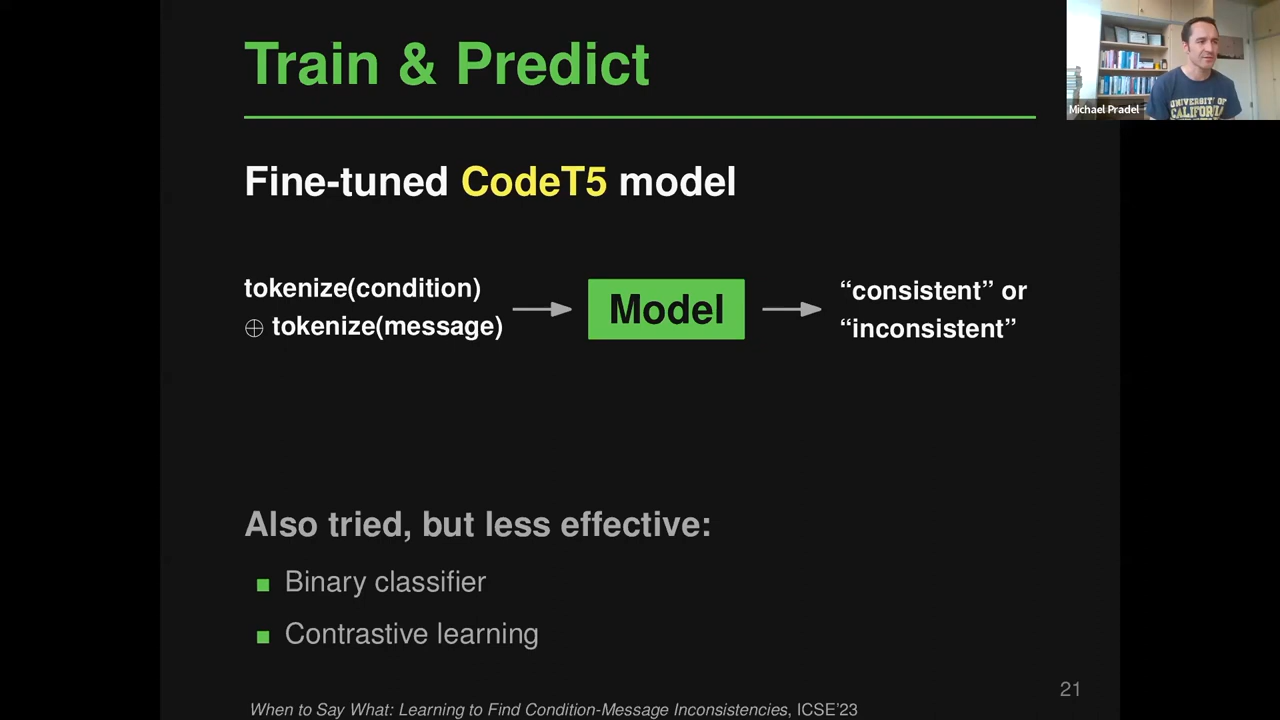 Train & Predict
Michael Pradel
UNIVERSITY OF
CALIFORNIA
Fine-tuned CodeT5 model
tokenize(condition)
⊕ tokenize(message)
Model
“consistent” or
“inconsistent”
Also tried, but less effective:
Binary classifier
Contrastive learning
21
When to Say What: Learning to Find Condition-Message Inconsistencies, ICSE’23